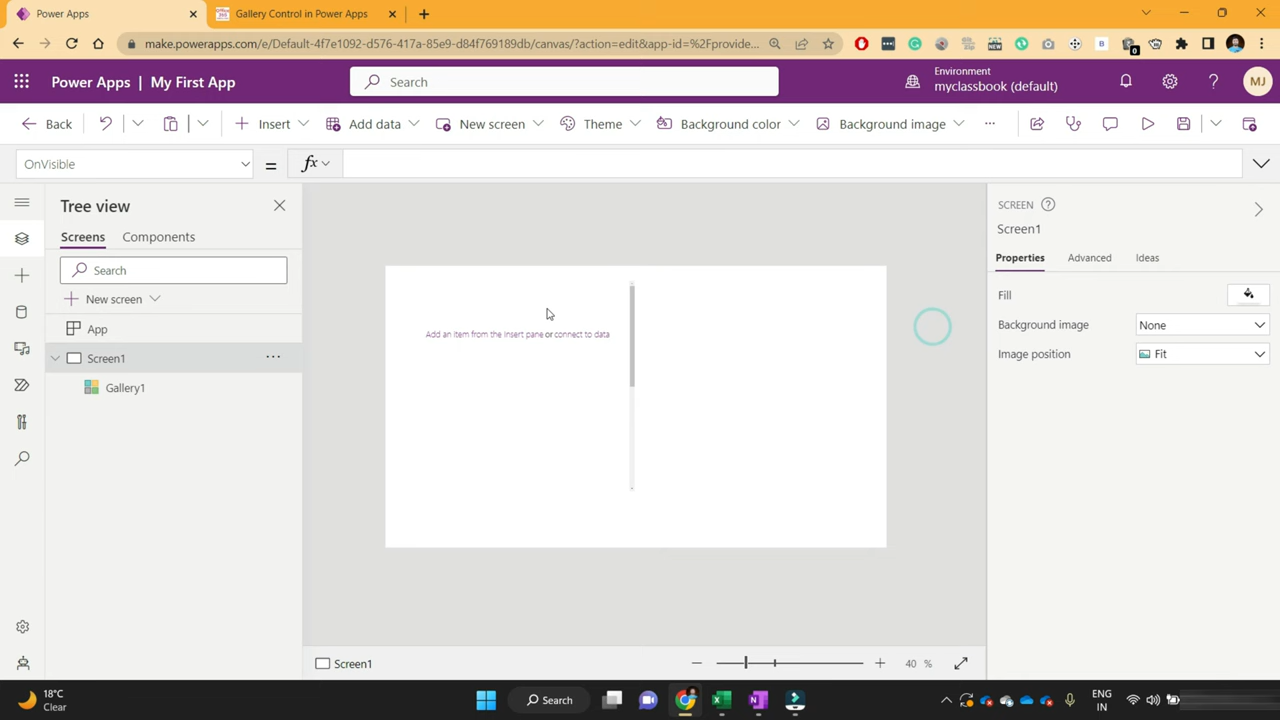 Power Apps
Gallery Control in Power Apps
make.powerapps.com/e/Default-4f7e1092-d576-417a-85e9-d84f769189db/canvas/?action=edit&app-id=%2Fprovide...
Power Apps | My First App
Search
Environment
myclassbook (default)
MJ
Back
Insert
Add data
New screen
Theme
Background color
Background image
OnVisible
=
fx
Tree view
Screens
Components
Search
New screen
App
Screen1
Gallery1
Add an item from the Insert pane or connect to data
SCREEN
Screen1
Properties
Advanced
Ideas
Fill
Background image
None
Image position
Fit
Screen1
40 %
18°C
Clear
Search
ENG
IN